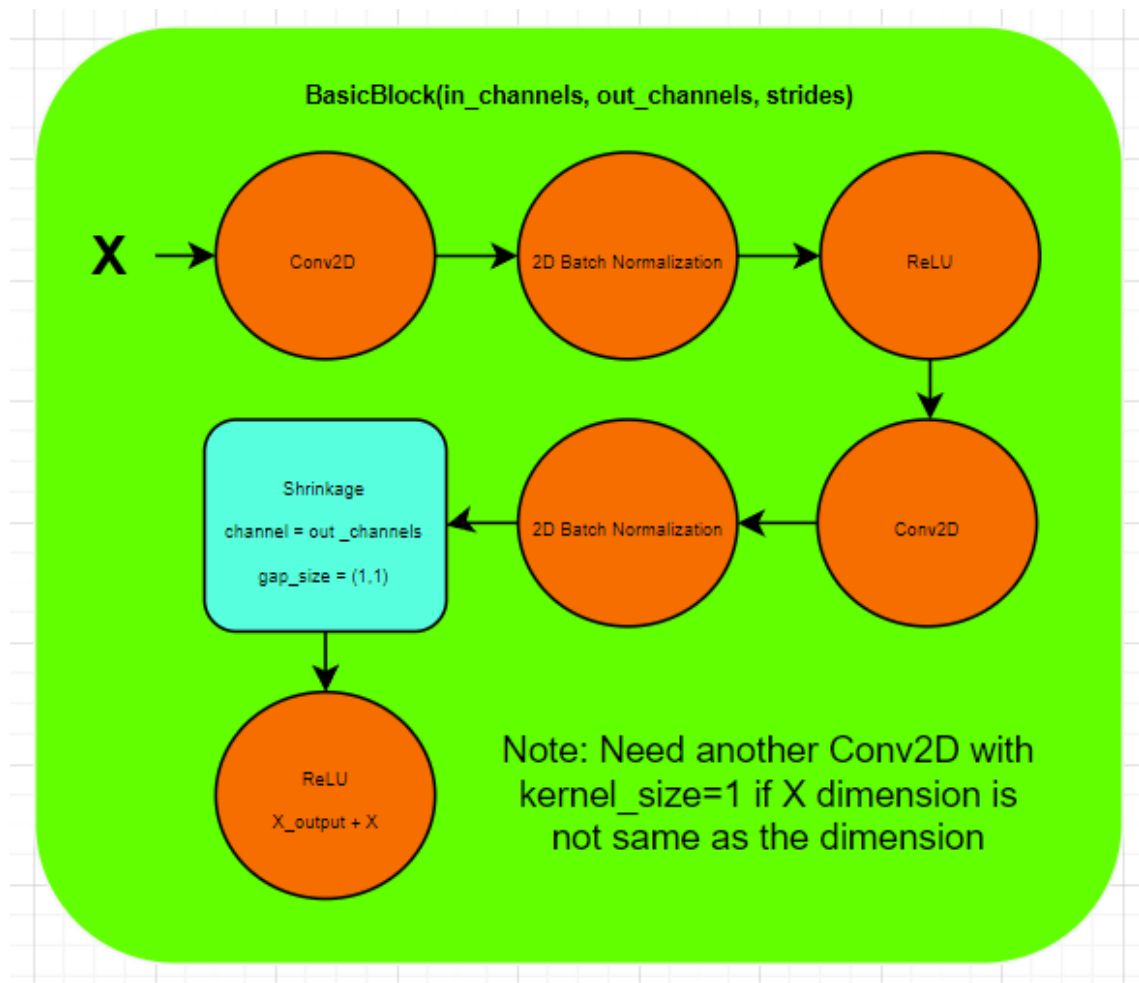 BasicBlock(in_channels, out_channels, strides)
X
Conv2D
2D Batch Normalization
ReLU
Conv2D
2D Batch Normalization
Shrinkage
channel = out _channels
gap_size = (1,1)
ReLU
X_output + X
Note: Need another Conv2D with
kernel_size=1 if X dimension is
not same as the dimension